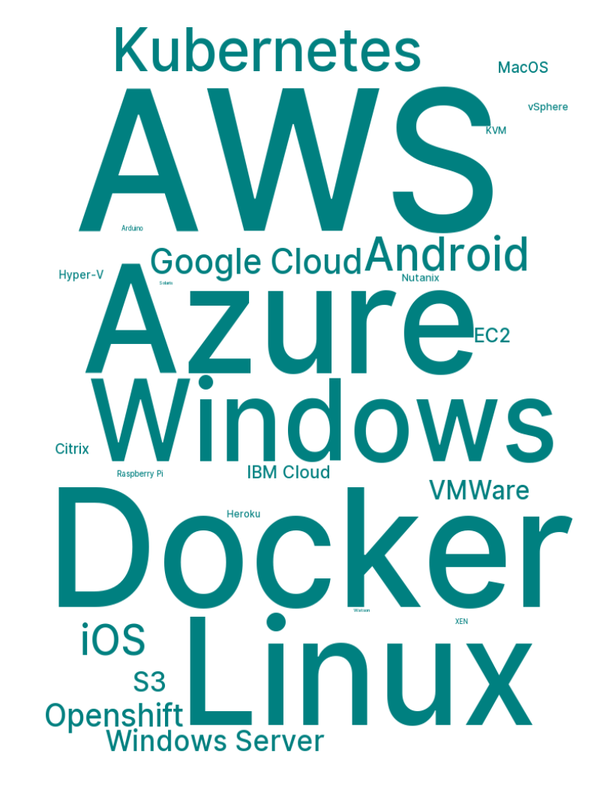 Kubernetes
MacOS
AWS
vSphere
KVM
Arduino
Google Cloud
Android
Hyper-V
Nutanix
Azure
EC2
Windows
Citrix
Raspberry Pi
IBM Cloud
VMWare
Docker
Heroku
XEN
Linux
iOS
S3
Openshift
Windows Server